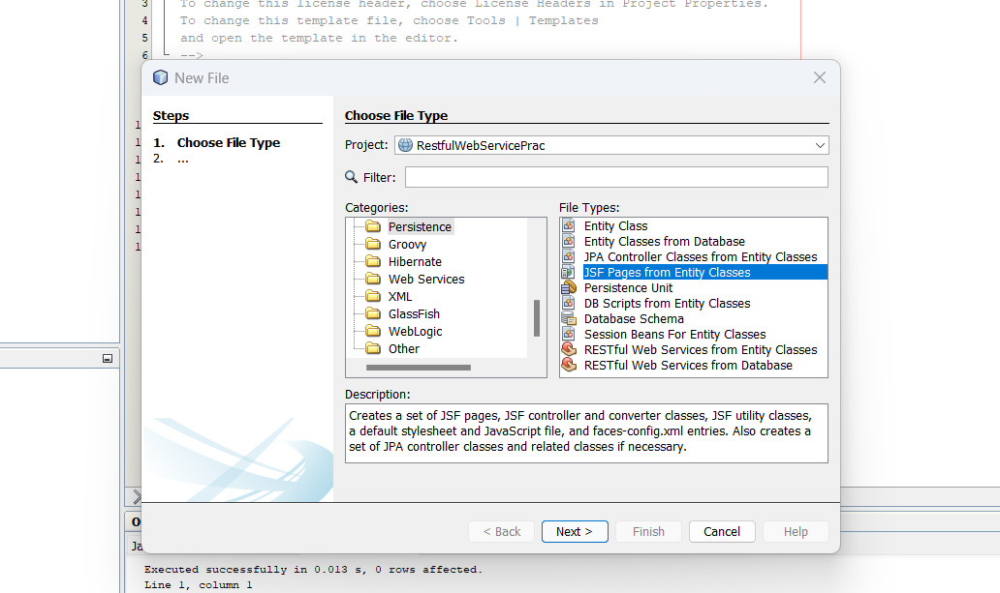 3 To change this license header, choose License Headers in Project Properties.
4 To change this template file, choose Tools | Templates
5 and open the template in the editor.
6 -->
New File
Steps
1. Choose File Type
2. ...
Choose File Type
Project: RestfulWebServicePrac
Filter:
Categories:
Persistence
Groovy
Hibernate
Web Services
XML
GlassFish
WebLogic
Other
File Types:
Entity Class
Entity Classes from Database
JPA Controller Classes from Entity Classes
JSF Pages from Entity Classes
Persistence Unit
DB Scripts from Entity Classes
Database Schema
Session Beans For Entity Classes
RESTful Web Services from Entity Classes
RESTful Web Services from Database
Description:
Creates a set of JSF pages, JSF controller and converter classes, JSF utility classes,
a default stylesheet and JavaScript file, and faces-config.xml entries. Also creates a
set of JPA controller classes and related classes if necessary.
< Back Next > Finish Cancel Help
Executed successfully in 0.013 s, 0 rows affected.
Line 1, column 1